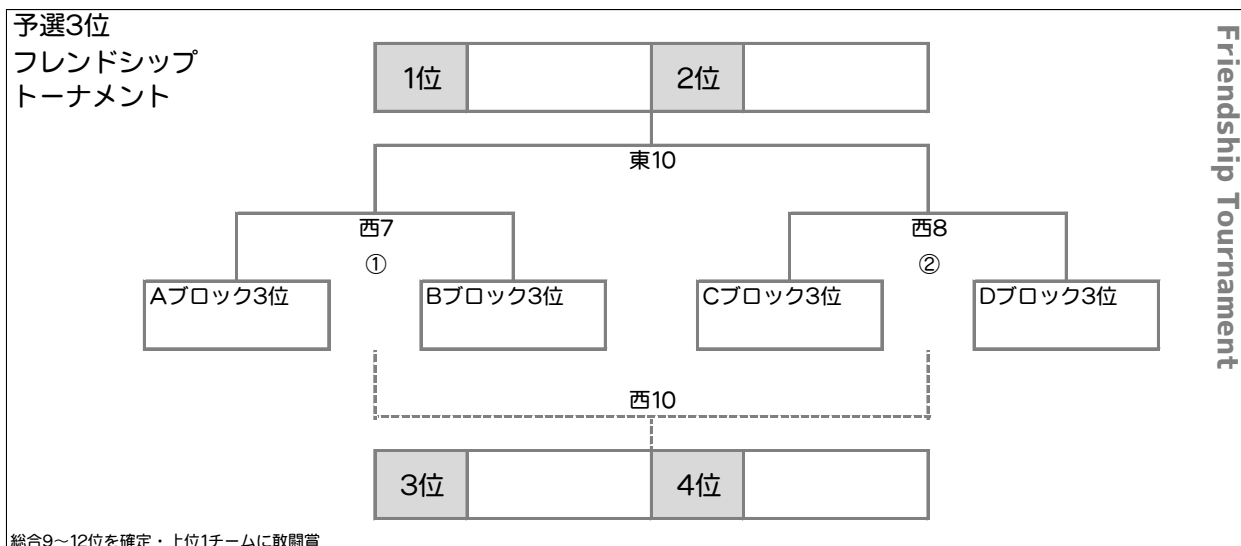 予選3位
フレンドシップ
トーナメント
1位
2位
Friendship Tournament
東10
西7
西8
①
②
Aブロック3位
Bブロック3位
Cブロック3位
Dブロック3位
西10
3位
4位
総合9～12位を確定・上位1チームに敢闘賞